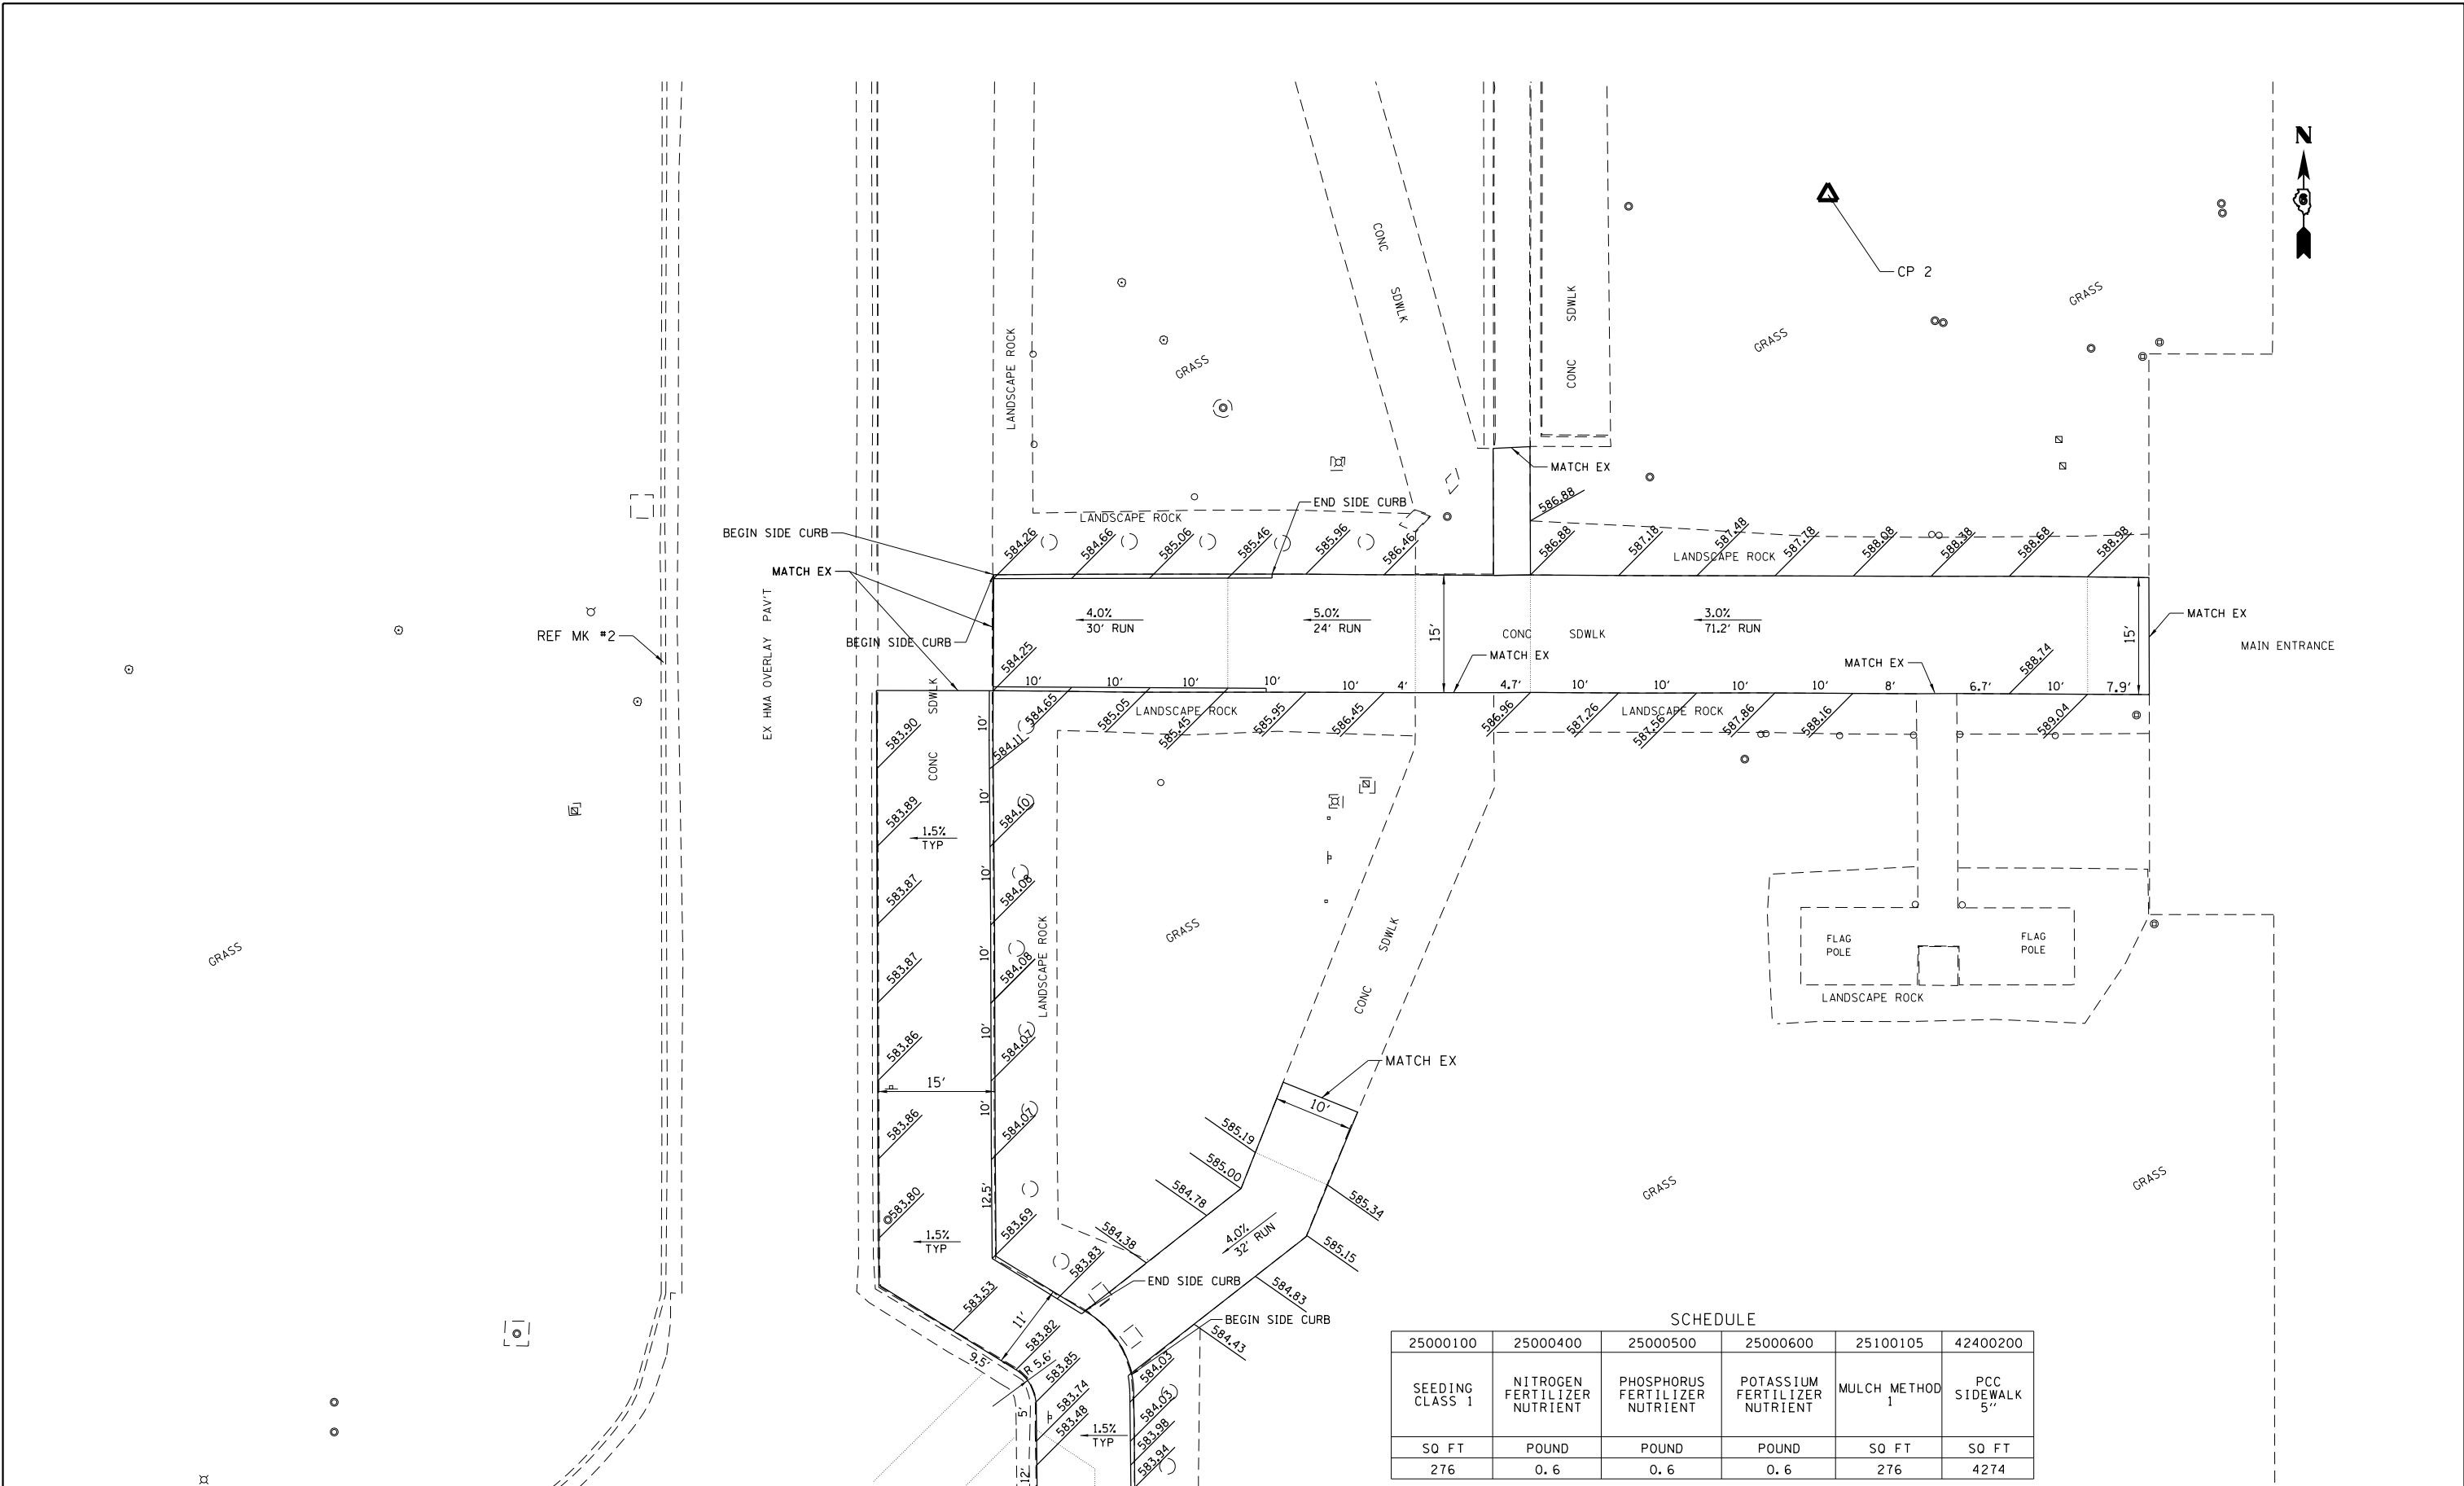 N
6
CP 2
GRASS
GRASS
GRASS
CONC SDWLK
CONC SDWLK
LANDSCAPE ROCK
MATCH EX
586.88
END SIDE CURB
LANDSCAPE ROCK
BEGIN SIDE CURB
584.26
584.66
585.06
585.46
585.96
586.46
586.88
587.18
587.48
587.78
588.08
588.38
588.68
588.98
LANDSCAPE ROCK
MATCH EX
EX HMA OVERLAY PAV'T
REF MK #2
BEGIN SIDE CURB
4.0%
30' RUN
5.0%
24' RUN
15'
CONC SDWLK
3.0%
71.2' RUN
15'
MATCH EX
MAIN ENTRANCE
MATCH EX
MATCH EX
588.74
584.25
10'
10'
10'
10'
10'
4'
4.7'
10'
10'
10'
10'
8'
6.7'
10'
7.9'
584.65
585.05
585.45
585.95
586.45
586.96
587.26
587.56
587.86
588.16
589.04
LANDSCAPE ROCK
LANDSCAPE ROCK
CONC SDWLK
583.90
10'
584.11
583.89
10'
584.10
1.5%
TYP
583.87
10'
584.08
583.87
10'
584.08
LANDSCAPE ROCK
GRASS
GRASS
CONC SDWLK
FLAG
POLE
FLAG
POLE
LANDSCAPE ROCK
583.86
10'
584.07
15'
583.86
10'
584.07
MATCH EX
10'
583.80
12.5'
583.69
1.5%
TYP
585.19
585.00
584.78
584.38
585.34
585.15
584.83
584.43
4.0%
32' RUN
GRASS
GRASS
583.83
END SIDE CURB
BEGIN SIDE CURB
583.53
11'
583.82
9.5'
R 5.6'
583.85
583.74
583.48
5'
12'
1.5%
TYP
584.03
584.03
583.98
583.94
SCHEDULE
25000100 25000400 25000500 25000600 25100105 42400200
SEEDING CLASS 1 NITROGEN FERTILIZER NUTRIENT PHOSPHORUS FERTILIZER NUTRIENT POTASSIUM FERTILIZER NUTRIENT MULCH METHOD 1 PCC SIDEWALK 5"
SQ FT POUND POUND POUND SQ FT SQ FT
276 0.6 0.6 0.6 276 4274